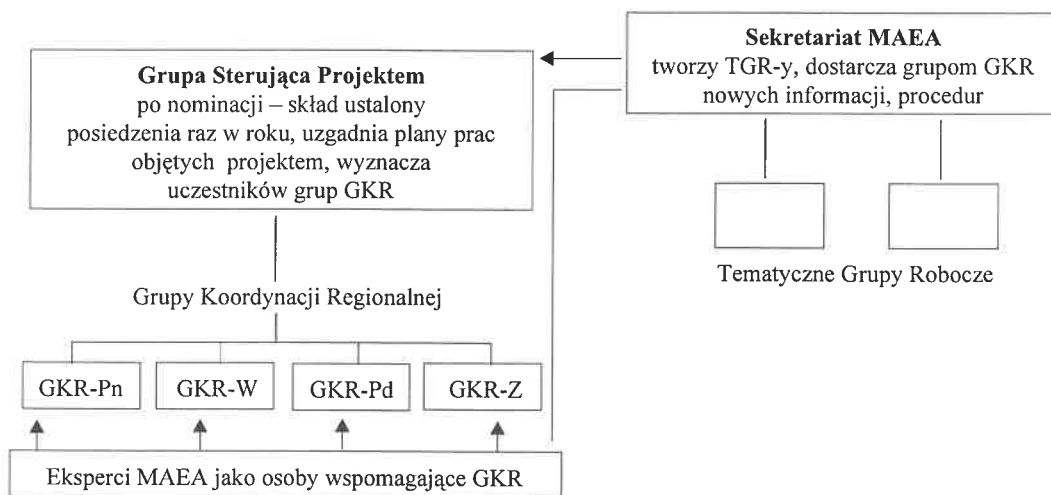 Sekretariat MAEA
tworzy TGR-y, dostarcza grupom GKR
nowych informacji, procedur
Grupa Sterująca Projektem
po nominacji – skład ustalony
posiedzenia raz w roku, uzgadnia plany prac
objętych projektem, wyznacza
uczestników grup GKR
Tematyczne Grupy Robocze
Grupy Koordynacji Regionalnej
GKR-Pn
GKR-W
GKR-Pd
GKR-Z
Eksperci MAEA jako osoby wspomagające GKR